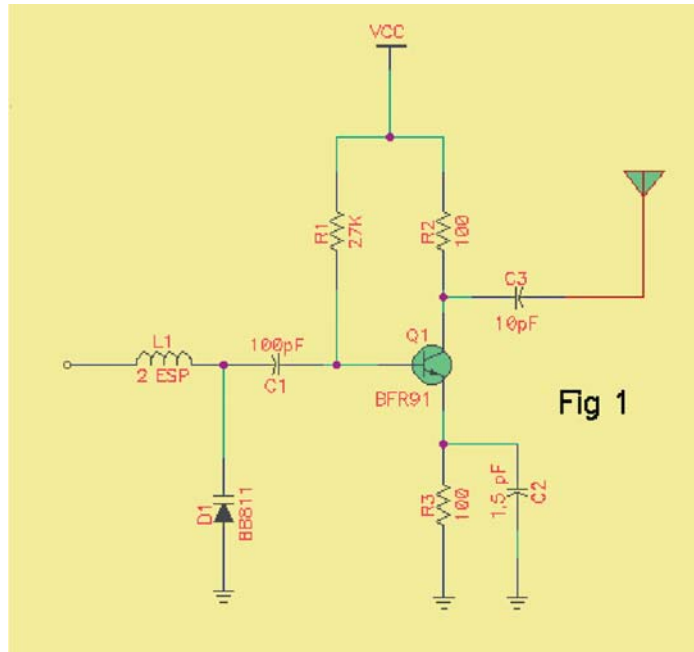 VCC
R1
27K
R2
100
C3
10pF
L1
2 ESP
100pF
C1
Q1
BFR91
Fig 1
D1
BB811
R3
100
1,5 pF
C2